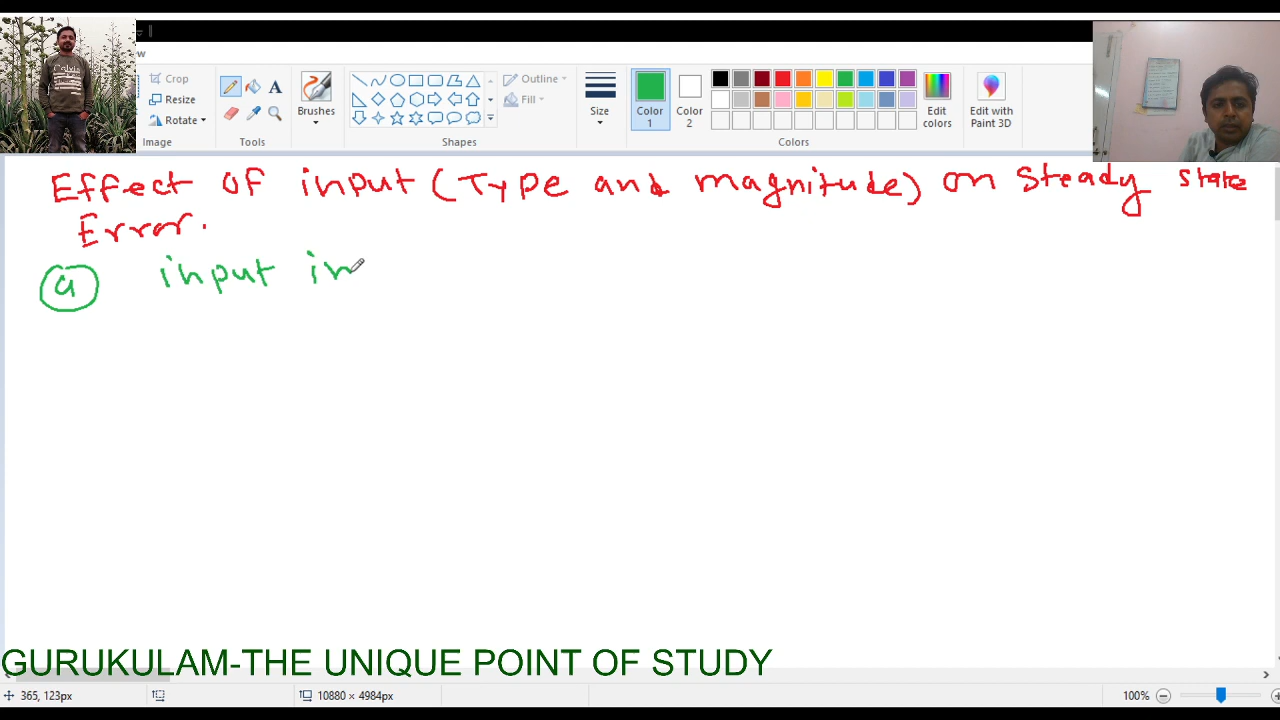 ew
Crop
Resize
Rotate
Image
Tools
Brushes
Shapes
Outline
Fill
Size
Color 1
Color 2
Edit colors
Edit with Paint 3D
Colors
Effect of input (Type and magnitude) on Steady state
Error.
a input in
GURUKULAM-THE UNIQUE POINT OF STUDY
365, 123px
10880 × 4984px
100%